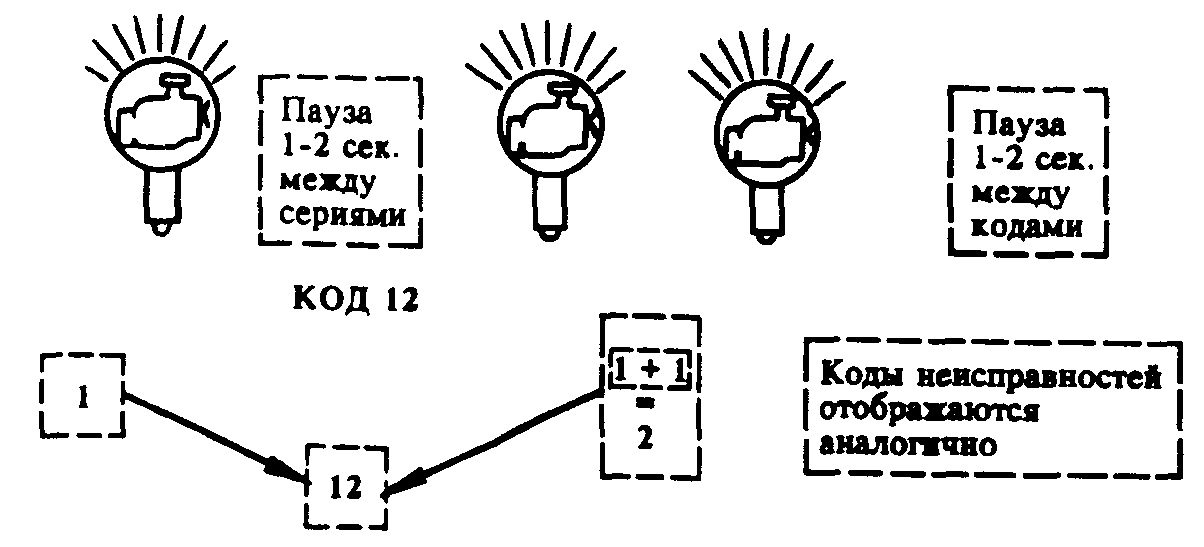 Пауза
1-2 сек.
между
сериями
Пауза
1-2 сек.
между
кодами
КОД 12
1
1 + 1
=
2
12
Коды неисправностей
отображаются
аналогично